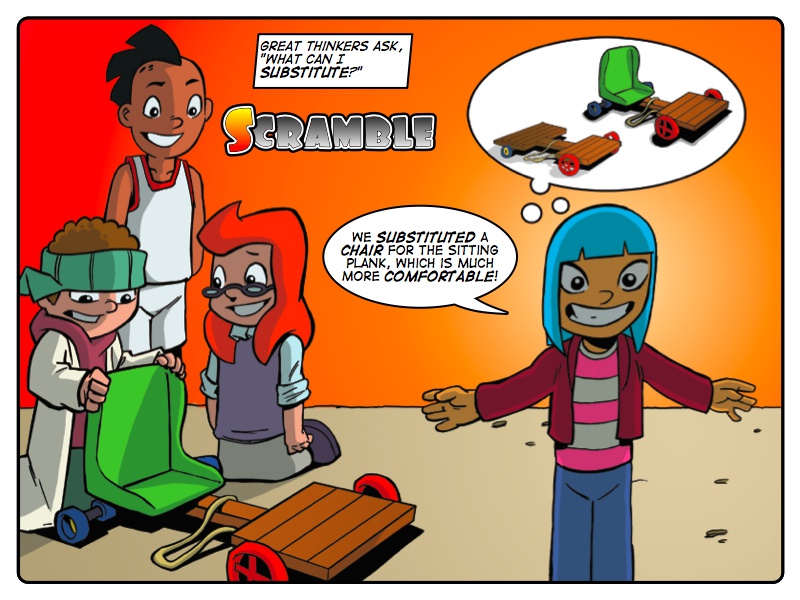 GREAT THINKERS ASK,
"WHAT CAN I
SUBSTITUTE?"
SCRAMBLE
WE SUBSTITUTED A
CHAIR FOR THE SITTING
PLANK, WHICH IS MUCH
MORE COMFORTABLE!